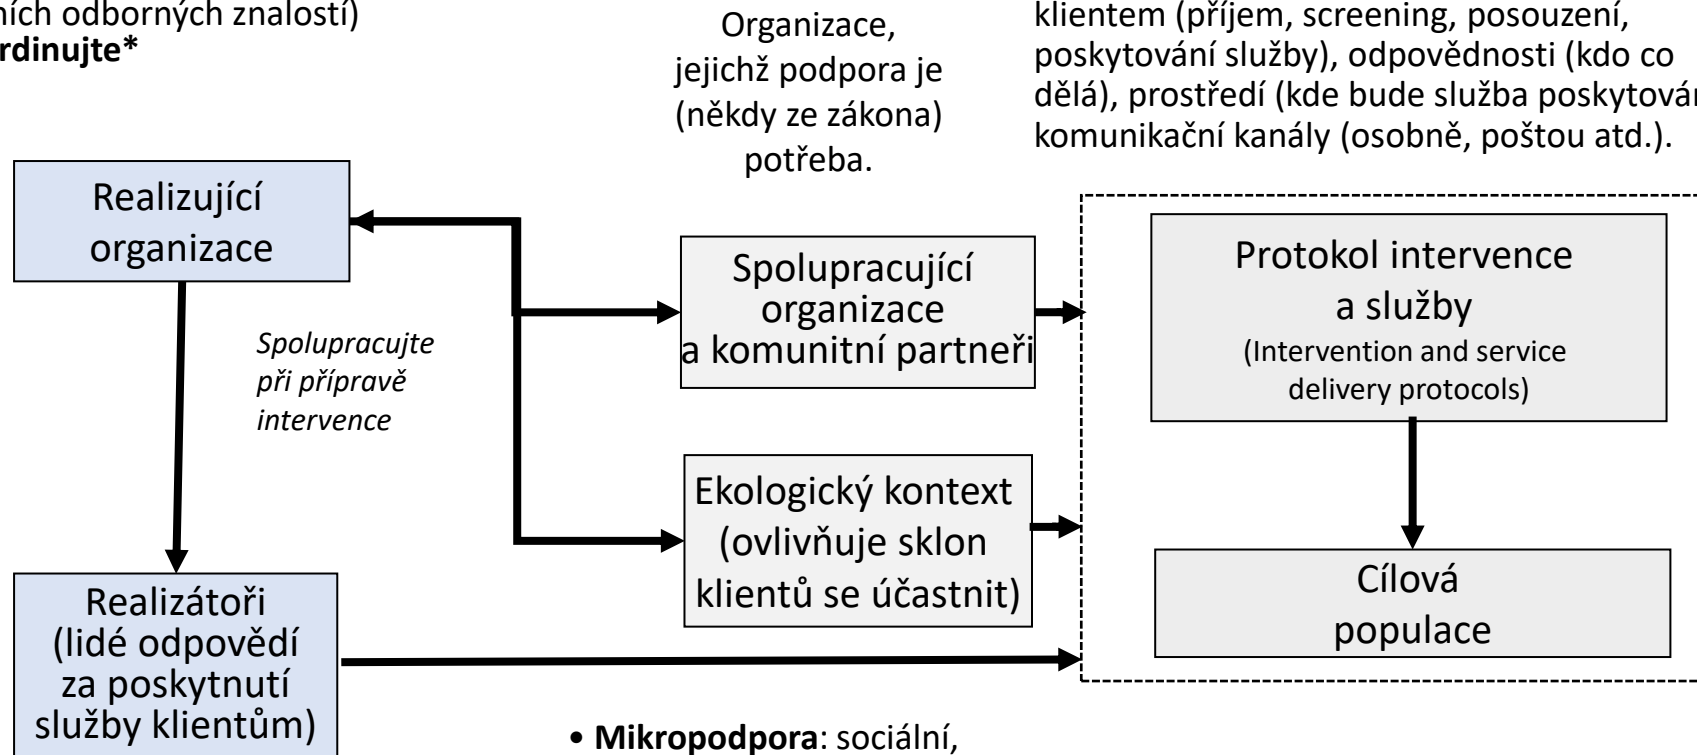 ních odborných znalostí)
rdinujte*
Organizace,
jejichž podpora je
(někdy ze zákona)
potřeba.
klientem (příjem, screening, posouzení,
poskytování služby), odpovědnosti (kdo co
dělá), prostředí (kde bude služba poskytován
komunikační kanály (osobně, poštou atd.).
Realizující
organizace
Spolupracujte
při přípravě
intervence
Realizátoři
(lidé odpovědí
za poskytnutí
služby klientům)
Spolupracující
organizace
a komunitní partneři
Ekologický kontext
(ovlivňuje sklon
klientů se účastnit)
Protokol intervence
a služby
(Intervention and service
delivery protocols)
Cílová
populace
• Mikropodpora: sociální,